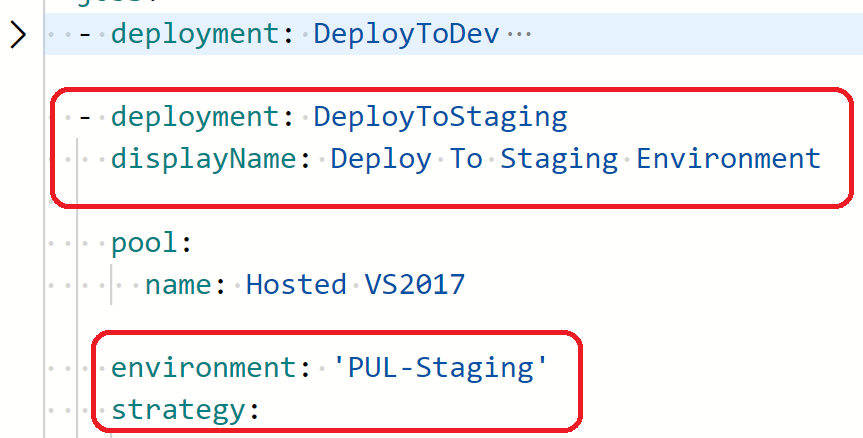 - deployment: DeployToDev...
- deployment: DeployToStaging
displayName: Deploy To Staging Environment
pool:
name: Hosted VS2017
environment: 'PUL-Staging'
strategy: